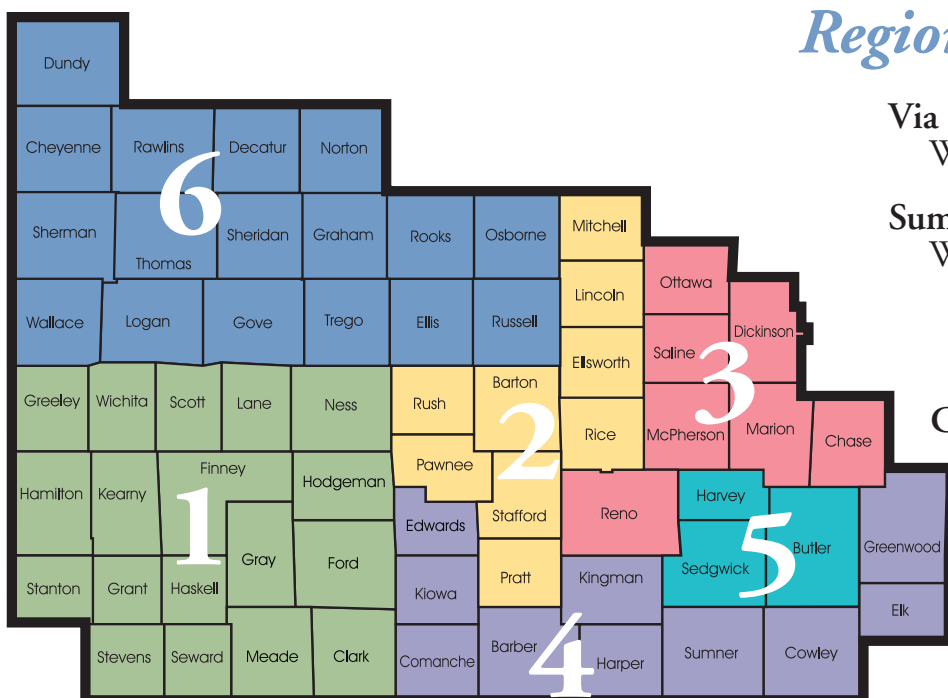 Region
Dundy
Via
W
Cheyenne Rawlins Decatur Norton
6
Sum
W
Sherman Thomas Sheridan Graham Rooks Osborne Mitchell
Ottawa
Lincoln
Dickinson
Wallace Logan Gove Trego Ellis Russell
Saline
Ellsworth
3
Greeley Wichita Scott Lane Ness Rush Barton
G
2
Rice McPherson Marion Chase
Finney
Pawnee
Hamilton Kearny Hodgeman
Harvey
1
Edwards Stafford Reno
5
Gray Ford Butler Greenwood
Sedgwick
Stanton Grant Haskell Kiowa Pratt Kingman
Elk
4
Stevens Seward Meade Clark Comanche Barber Harper Sumner Cowley